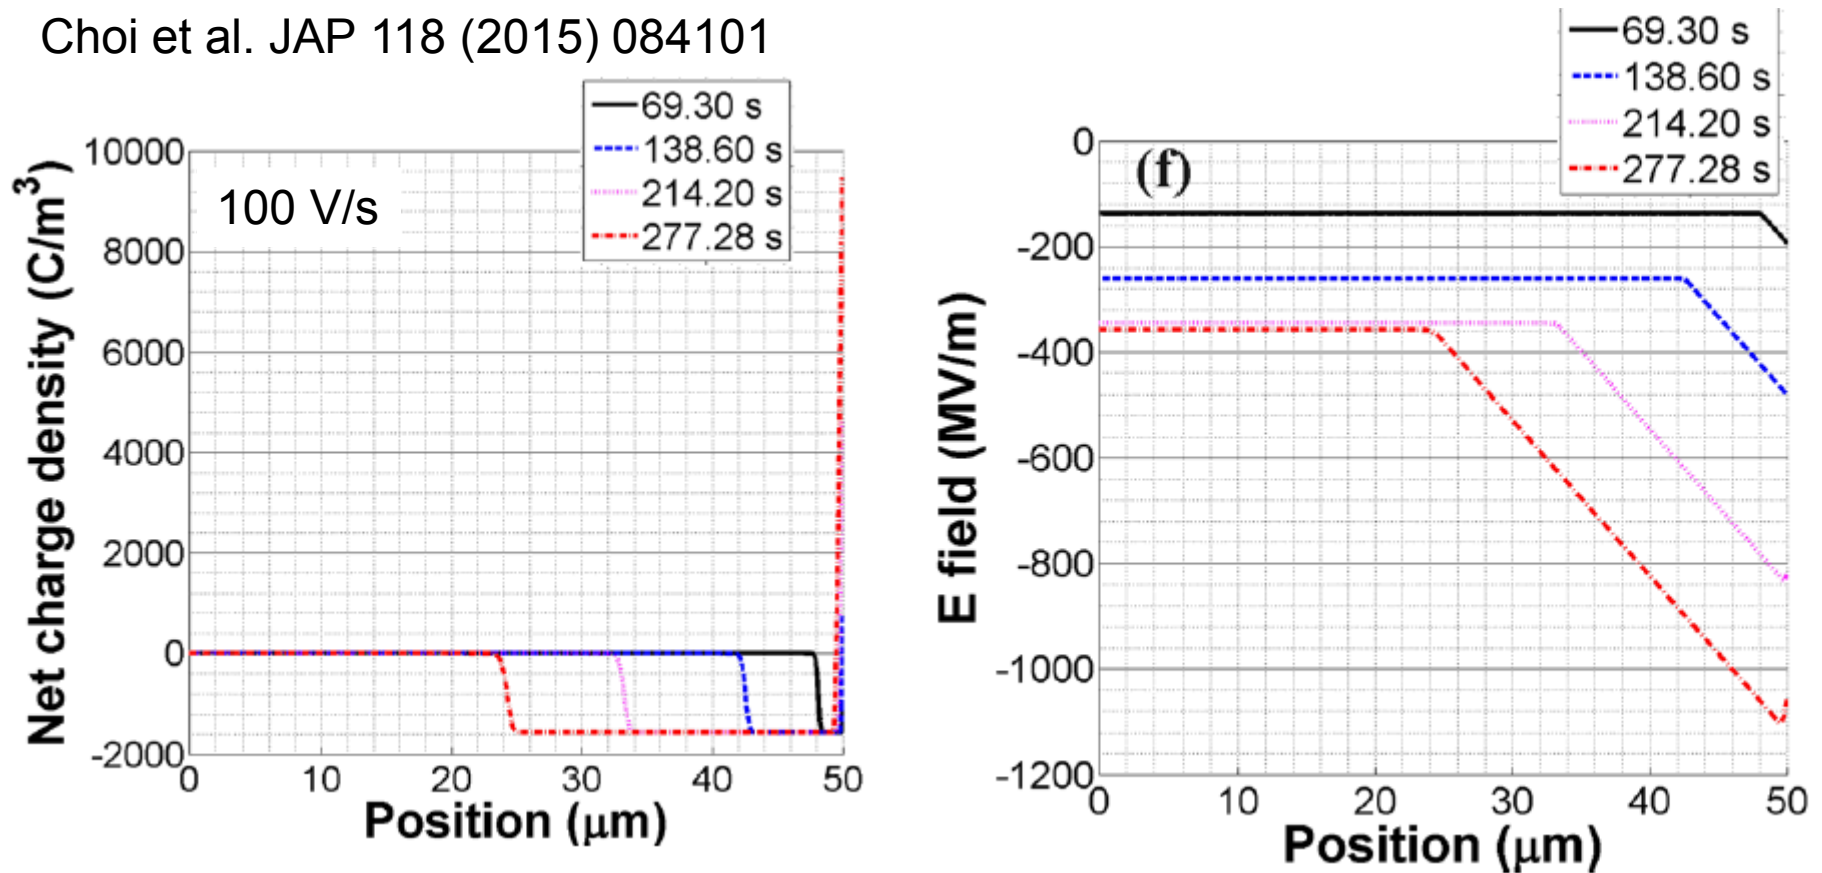 Choi et al. JAP 118 (2015) 084101
69.30 s
138.60 s
214.20 s
277.28 s
100 V/s
Net charge density (C/m³)
10000
8000
6000
4000
2000
0
-2000
0 10 20 30 40 50
Position (μm)
69.30 s
138.60 s
214.20 s
277.28 s
(f)
E field (MV/m)
0
-200
-400
-600
-800
-1000
-1200
0 10 20 30 40 50
Position (μm)